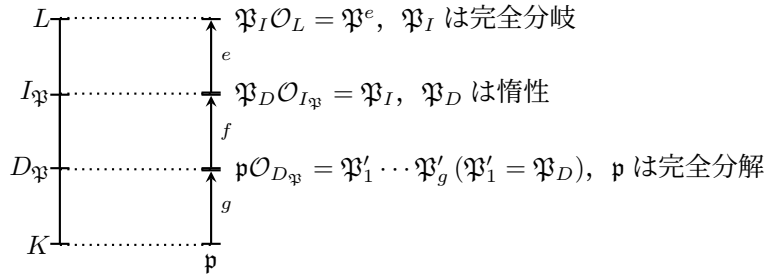 L 𝔓_I𝒪_L = 𝔓^e, 𝔓_I は完全分岐
e
I_𝔓 𝔓_D𝒪_{I_𝔓} = 𝔓_I, 𝔓_D は惰性
f
D_𝔓 𝔭𝒪_{D_𝔓} = 𝔓′_1 ⋯ 𝔓′_g (𝔓′_1 = 𝔓_D), 𝔭 は完全分解
g
K
𝔭